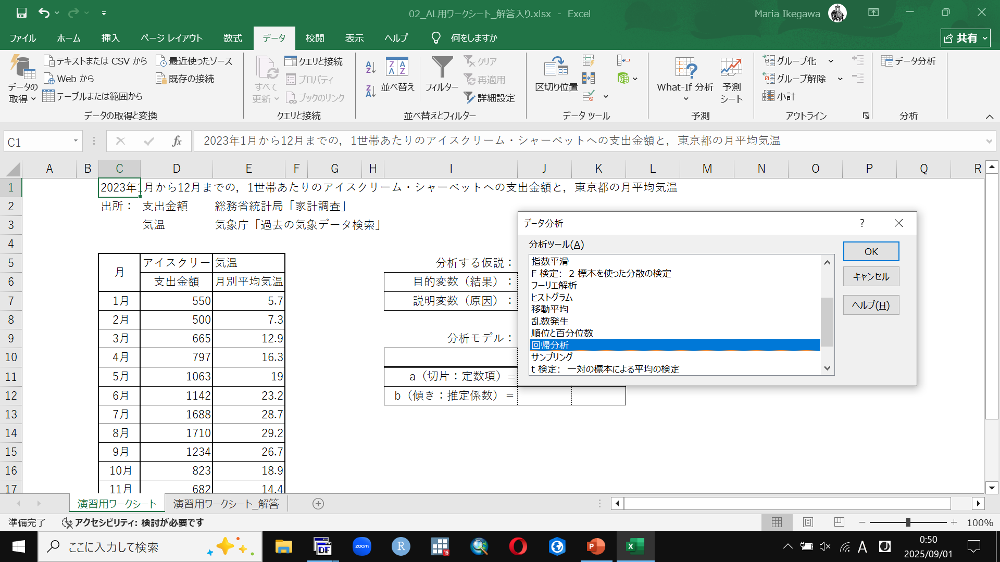 02_AL用ワークシート_解答入り.xlsx - Excel
Maria Ikegawa
ファイル
ホーム
挿入
ページ レイアウト
数式
データ
校閲
表示
ヘルプ
何をしますか
共有
データの
取得
テキストまたは CSV から
Web から
テーブルまたは範囲から
最近使ったソース
既存の接続
データの取得と変換
すべて
更新
クエリと接続
プロパティ
ブックのリンク
クエリと接続
並べ替え
フィルター
クリア
再適用
詳細設定
並べ替えとフィルター
区切り位置
データ ツール
What-If 分析
予測
シート
予測
グループ化
グループ解除
小計
アウトライン
データ分析
分析
C1
fx
2023年1月から12月までの，1世帯あたりのアイスクリーム・シャーベットへの支出金額と，東京都の月平均気温
A B C D E F G H I J K L M N O P Q R
1 2023年1月から12月までの，1世帯あたりのアイスクリーム・シャーベットへの支出金額と，東京都の月平均気温
2 出所： 支出金額 総務省統計局「家計調査」
3 気温 気象庁「過去の気象データ検索」
4
5 月 アイスクリー 気温 分析する仮説：
6 支出金額 月別平均気温 目的変数（結果）：
7 1月 550 5.7 説明変数（原因）：
8 2月 500 7.3
9 3月 665 12.9 分析モデル：
10 4月 797 16.3
11 5月 1063 19 a（切片：定数項）＝
12 6月 1142 23.2 b（傾き：推定係数）＝
13 7月 1688 28.7
14 8月 1710 29.2
15 9月 1234 26.7
16 10月 823 18.9
17 11月 682 14.4
データ分析
?
分析ツール(A)
指数平滑
F 検定: 2 標本を使った分散の検定
フーリエ解析
ヒストグラム
移動平均
乱数発生
順位と百分位数
回帰分析
サンプリング
t 検定: 一対の標本による平均の検定
OK
キャンセル
ヘルプ(H)
演習用ワークシート
演習用ワークシート_解答
準備完了
アクセシビリティ: 検討が必要です
100%
ここに入力して検索
DF
zoom
R
15
P
X
A
J
0:50
2025/09/01